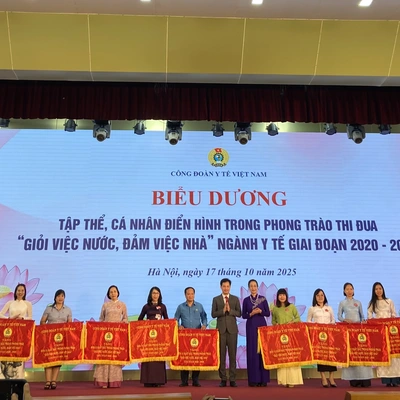 CÔNG ĐOÀN Y TẾ VIỆT NAM
BIỂU DƯƠNG
TẬP THỂ, CÁ NHÂN ĐIỂN HÌNH TRONG PHONG TRÀO THI ĐUA
“GIỎI VIỆC NƯỚC, ĐẢM VIỆC NHÀ” NGÀNH Y TẾ GIAI ĐOẠN 2020 - 20
Hà Nội, ngày 17 tháng 10 năm 2025